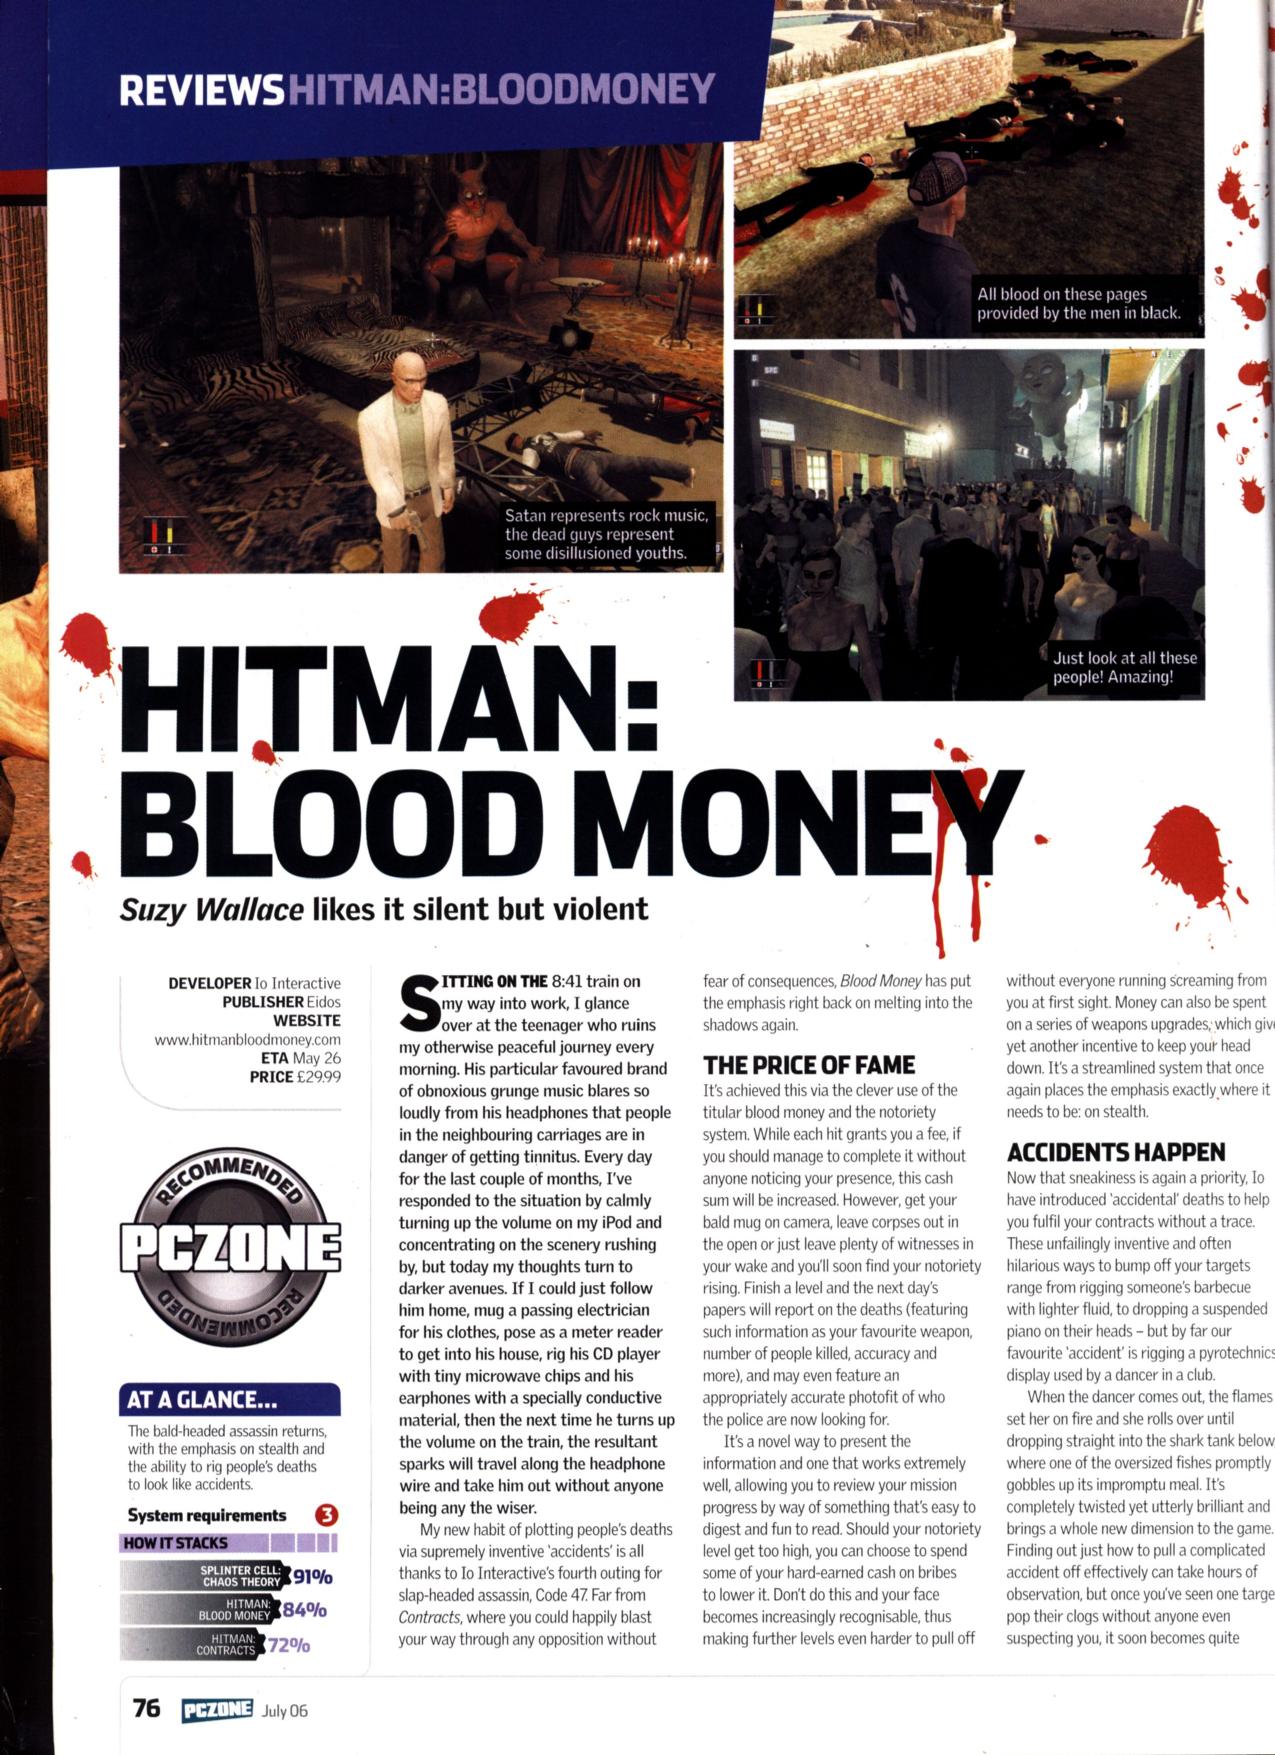 REVIEWS HITMAN:BLOODMONEY
All blood on these pages
provided by the men in black.
Satan represents rock music,
the dead guys represent
some disillusioned youths.
Just look at all these
people! Amazing!
HITMAN:
BLOOD MONEY
Suzy Wallace likes it silent but violent
DEVELOPER Io Interactive
PUBLISHER Eidos
WEBSITE
www.hitmanbloodmoney.com
ETA May 26
PRICE £29.99
RECOMMENDED
PCZONE
RECOMMENDED
AT A GLANCE...
The bald-headed assassin returns,
with the emphasis on stealth and
the ability to rig people's deaths
to look like accidents.
System requirements 3
HOW IT STACKS
SPLINTER CELL:
CHAOS THEORY 91%
HITMAN:
BLOOD MONEY 84%
HITMAN:
CONTRACTS 72%
SITTING ON THE 8:41 train on
my way into work, I glance
over at the teenager who ruins
my otherwise peaceful journey every
morning. His particular favoured brand
of obnoxious grunge music blares so
loudly from his headphones that people
in the neighbouring carriages are in
danger of getting tinnitus. Every day
for the last couple of months, I've
responded to the situation by calmly
turning up the volume on my iPod and
concentrating on the scenery rushing
by, but today my thoughts turn to
darker avenues. If I could just follow
him home, mug a passing electrician
for his clothes, pose as a meter reader
to get into his house, rig his CD player
with tiny microwave chips and his
earphones with a specially conductive
material, then the next time he turns up
the volume on the train, the resultant
sparks will travel along the headphone
wire and take him out without anyone
being any the wiser.
My new habit of plotting people's deaths
via supremely inventive 'accidents' is all
thanks to Io Interactive's fourth outing for
slap-headed assassin, Code 47. Far from
Contracts, where you could happily blast
your way through any opposition without
fear of consequences, Blood Money has put
the emphasis right back on melting into the
shadows again.
THE PRICE OF FAME
It's achieved this via the clever use of the
titular blood money and the notoriety
system. While each hit grants you a fee, if
you should manage to complete it without
anyone noticing your presence, this cash
sum will be increased. However, get your
bald mug on camera, leave corpses out in
the open or just leave plenty of witnesses in
your wake and you'll soon find your notoriety
rising. Finish a level and the next day's
papers will report on the deaths (featuring
such information as your favourite weapon,
number of people killed, accuracy and
more), and may even feature an
appropriately accurate photofit of who
the police are now looking for.
It's a novel way to present the
information and one that works extremely
well, allowing you to review your mission
progress by way of something that's easy to
digest and fun to read. Should your notoriety
level get too high, you can choose to spend
some of your hard-earned cash on bribes
to lower it. Don't do this and your face
becomes increasingly recognisable, thus
making further levels even harder to pull off
without everyone running screaming from
you at first sight. Money can also be spent
on a series of weapons upgrades, which giv
yet another incentive to keep your head
down. It's a streamlined system that once
again places the emphasis exactly where it
needs to be: on stealth.
ACCIDENTS HAPPEN
Now that sneakiness is again a priority, Io
have introduced 'accidental' deaths to help
you fulfil your contracts without a trace.
These unfailingly inventive and often
hilarious ways to bump off your targets
range from rigging someone's barbecue
with lighter fluid, to dropping a suspended
piano on their heads – but by far our
favourite 'accident' is rigging a pyrotechnics
display used by a dancer in a club.
When the dancer comes out, the flames
set her on fire and she rolls over until
dropping straight into the shark tank below
where one of the oversized fishes promptly
gobbles up its impromptu meal. It's
completely twisted yet utterly brilliant and
brings a whole new dimension to the game.
Finding out just how to pull a complicated
accident off effectively can take hours of
observation, but once you've seen one targe
pop their clogs without anyone even
suspecting you, it soon becomes quite
76 PCZONE July 06